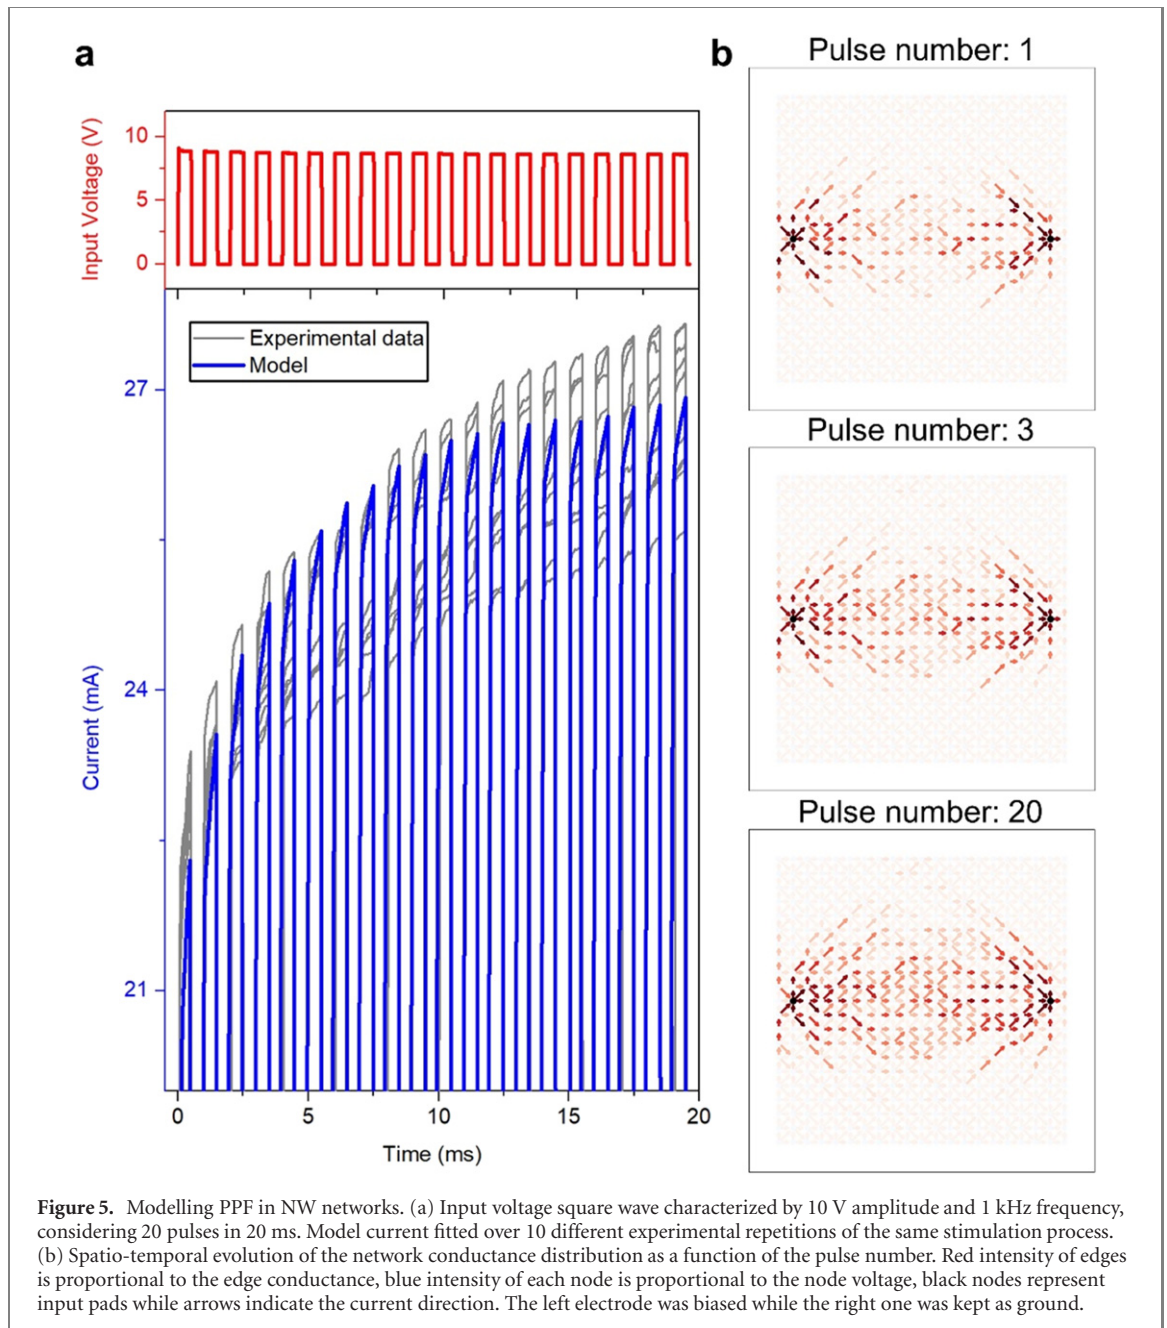 a
b
Pulse number: 1
Input Voltage (V)
10
5
0
Experimental data
Model
27
24
21
Current (mA)
0
5
10
15
20
Time (ms)
Pulse number: 3
Pulse number: 20
Figure 5. Modelling PPF in NW networks. (a) Input voltage square wave characterized by 10 V amplitude and 1 kHz frequency,
considering 20 pulses in 20 ms. Model current fitted over 10 different experimental repetitions of the same stimulation process.
(b) Spatio-temporal evolution of the network conductance distribution as a function of the pulse number. Red intensity of edges
is proportional to the edge conductance, blue intensity of each node is proportional to the node voltage, black nodes represent
input pads while arrows indicate the current direction. The left electrode was biased while the right one was kept as ground.